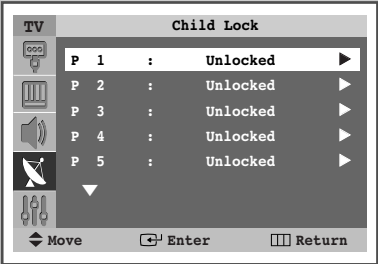 TV Child Lock
P 1 : Unlocked ▶
P 2 : Unlocked ▶
P 3 : Unlocked ▶
P 4 : Unlocked ▶
P 5 : Unlocked ▶
▼
Move Enter Return